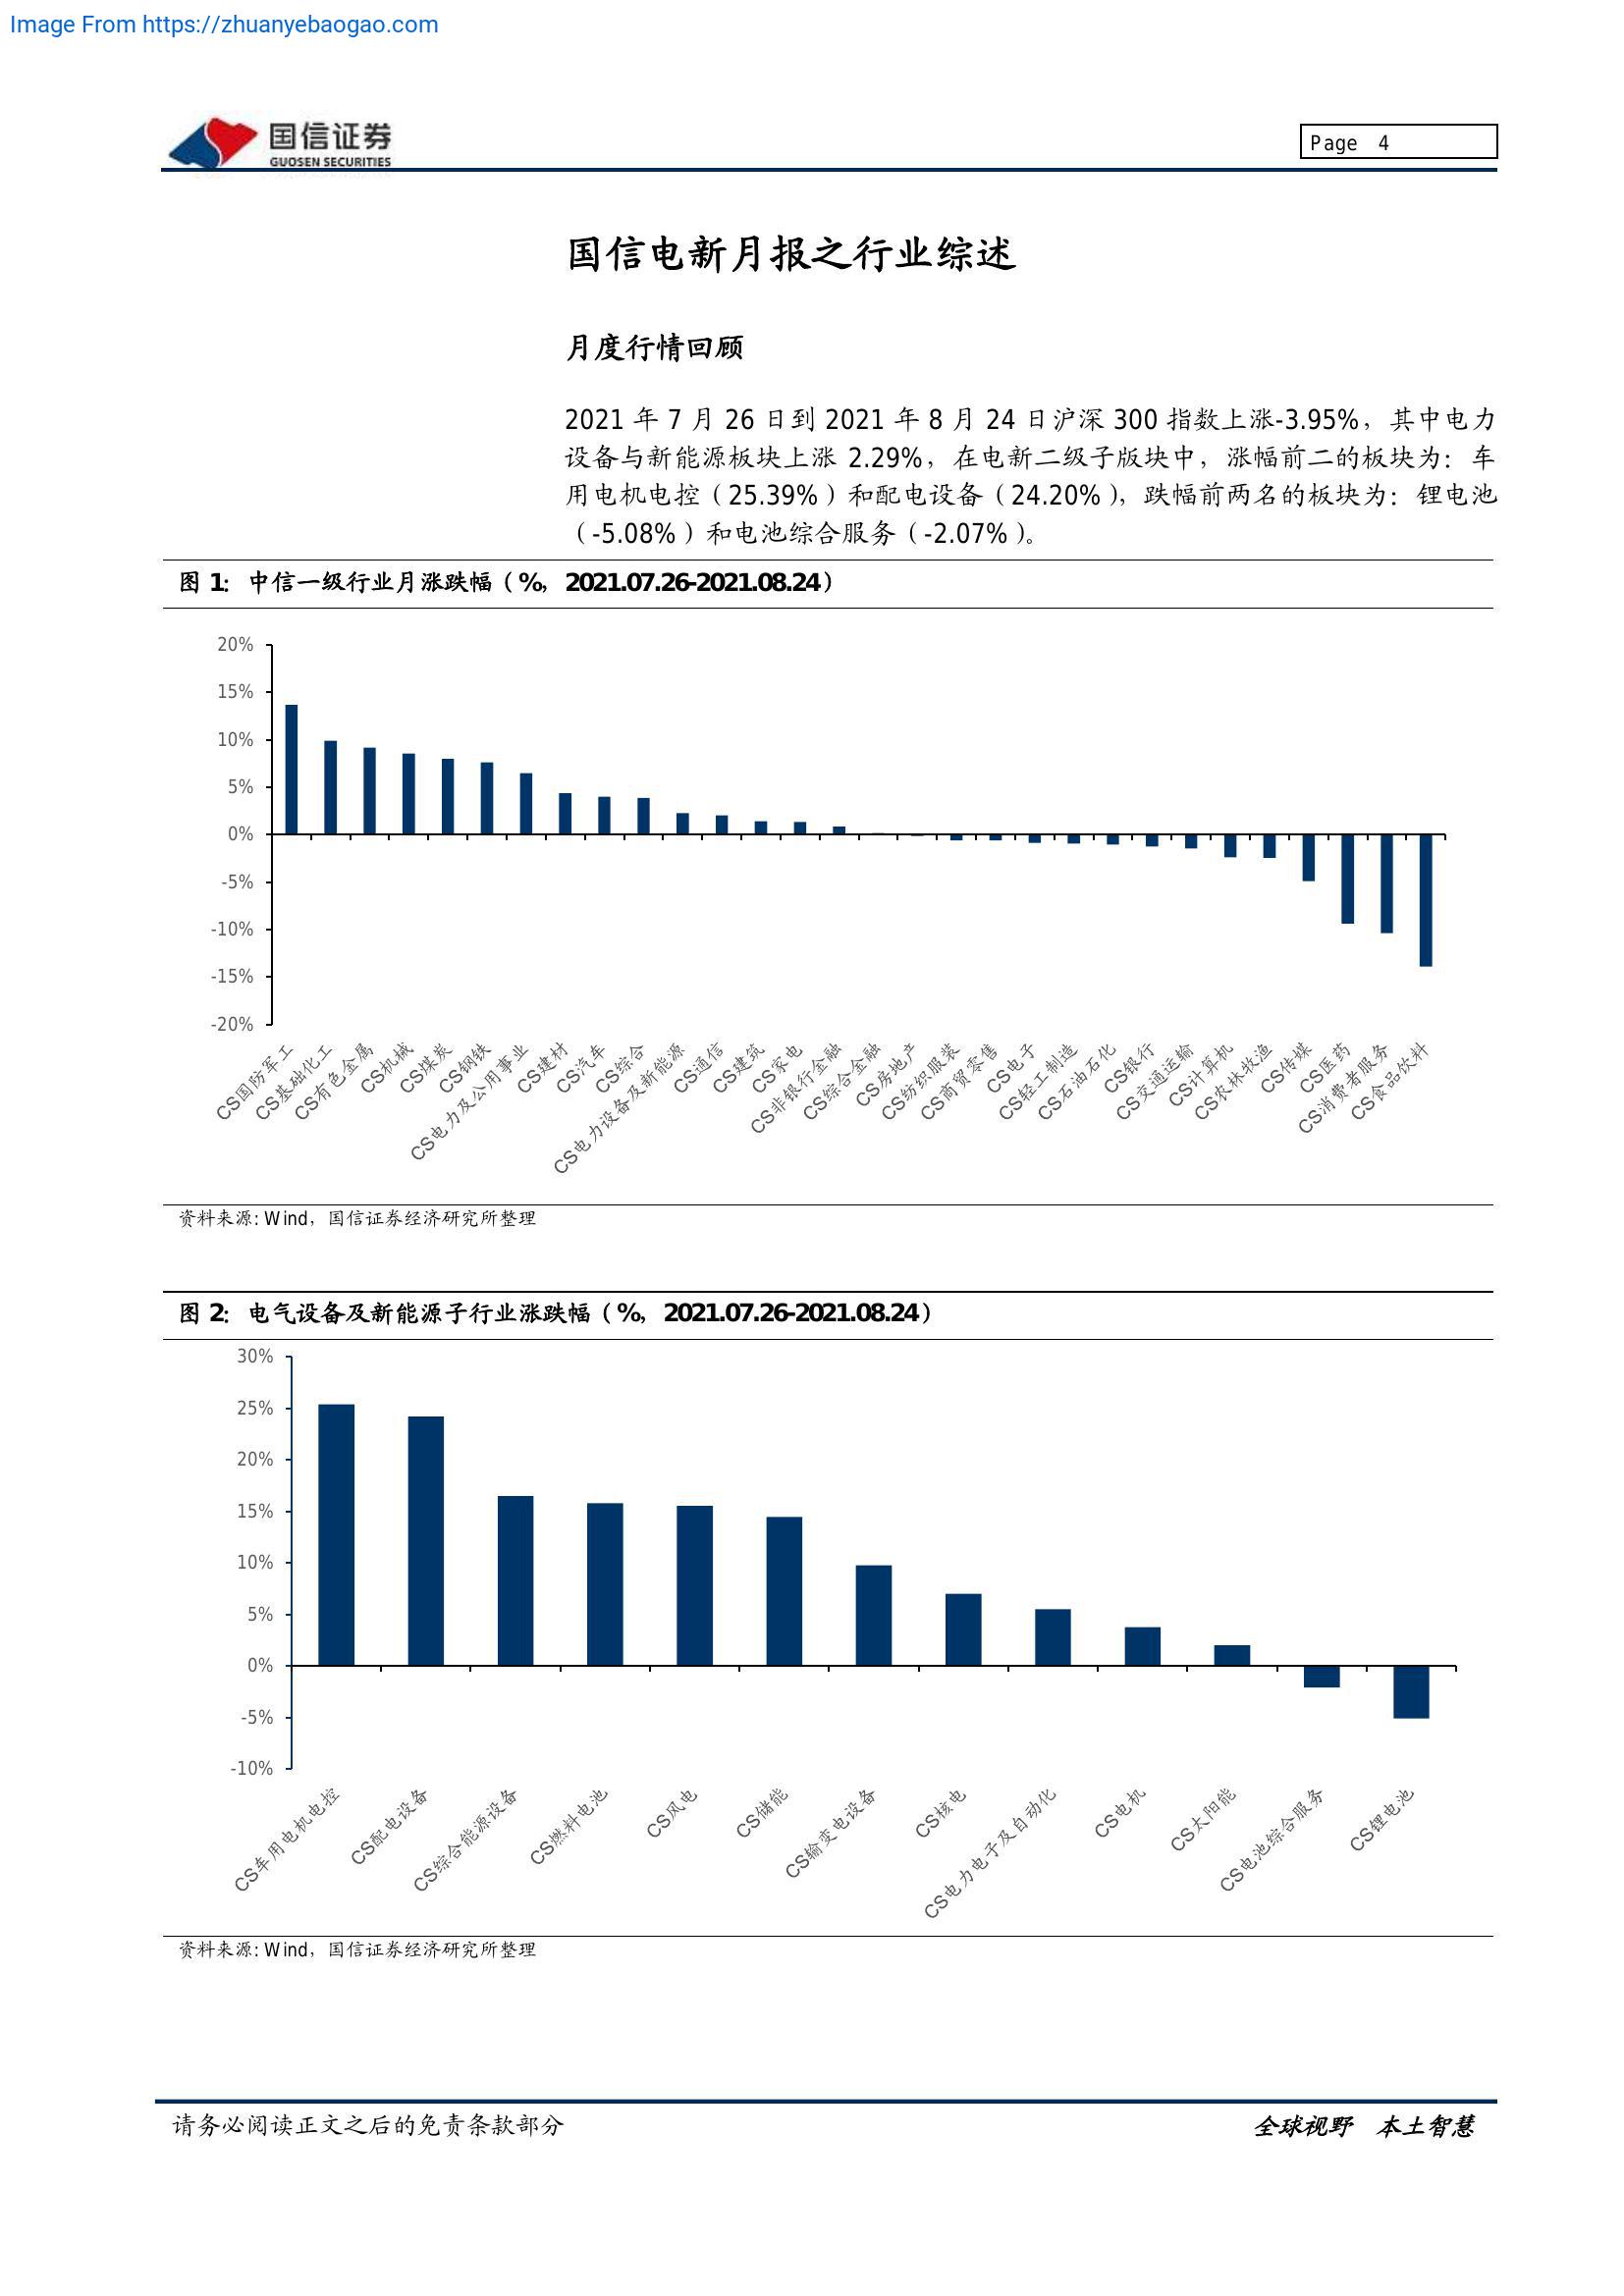 Image From https://zhuanyebaogao.com
国信证券
GUOSEN SECURITIES
Page 4
国信电新月报之行业综述
月度行情回顾
2021 年 7 月 26 日到 2021 年 8 月 24 日沪深 300 指数上涨-3.95%，其中电力
设备与新能源板块上涨 2.29%，在电新二级子版块中，涨幅前二的板块为：车
用电机电控（25.39%）和配电设备（24.20%），跌幅前两名的板块为：锂电池
（-5.08%）和电池综合服务（-2.07%）。
图 1：中信一级行业月涨跌幅（%，2021.07.26-2021.08.24）
20%
15%
10%
5%
0%
-5%
-10%
-15%
-20%
CS国防军工
CS基础化工
CS有色金属
CS机械
CS煤炭
CS钢铁
CS电力及公用事业
CS建材
CS汽车
CS综合
CS电力设备及新能源
CS通信
CS建筑
CS家电
CS非银行金融
CS综合金融
CS房地产
CS纺织服装
CS商贸零售
CS电子
CS轻工制造
CS石油石化
CS银行
CS交通运输
CS计算机
CS农林牧渔
CS传媒
CS医药
CS消费者服务
CS食品饮料
资料来源：Wind，国信证券经济研究所整理
图 2：电气设备及新能源子行业涨跌幅（%，2021.07.26-2021.08.24）
30%
25%
20%
15%
10%
5%
0%
-5%
-10%
CS车用电机电控
CS配电设备
CS综合能源设备
CS燃料电池
CS风电
CS储能
CS输变电设备
CS核电
CS电力电子及自动化
CS电机
CS太阳能
CS电池综合服务
CS锂电池
资料来源：Wind，国信证券经济研究所整理
请务必阅读正文之后的免责条款部分
全球视野 本土智慧